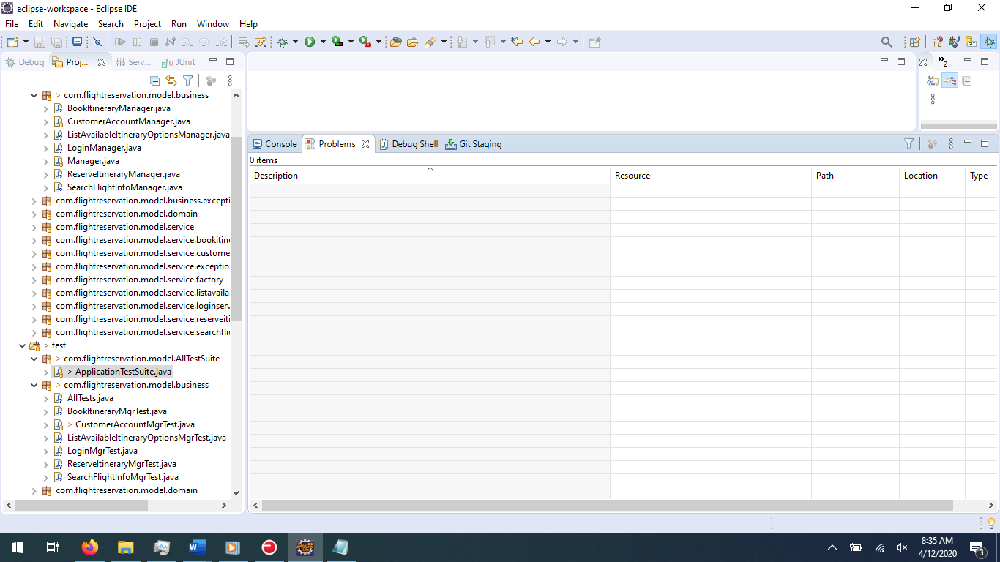 eclipse-workspace - Eclipse IDE
File Edit Navigate Search Project Run Window Help
Debug Proj... Serv... JUnit
2
> com.flightreservation.model.business
BookItineraryManager.java
CustomerAccountManager.java
ListAvailableItineraryOptionsManager.java
LoginManager.java
Manager.java
ReserveItineraryManager.java
SearchFlightInfoManager.java
com.flightreservation.model.business.excepti
com.flightreservation.model.domain
com.flightreservation.model.service
com.flightreservation.model.service.bookitine
com.flightreservation.model.service.custome
com.flightreservation.model.service.exceptio
com.flightreservation.model.service.factory
com.flightreservation.model.service.listavaila
com.flightreservation.model.service.loginserv
com.flightreservation.model.service.reserveiti
com.flightreservation.model.service.searchfli
> test
> com.flightreservation.model.AllTestSuite
> ApplicationTestSuite.java
> com.flightreservation.model.business
AllTests.java
BookItineraryMgrTest.java
> CustomerAccountMgrTest.java
ListAvailableItineraryOptionsMgrTest.java
LoginMgrTest.java
ReserveItineraryMgrTest.java
SearchFlightInfoMgrTest.java
com.flightreservation.model.domain
Console Problems Debug Shell Git Staging
0 items
Description Resource Path Location Type
8:35 AM
4/12/2020
3